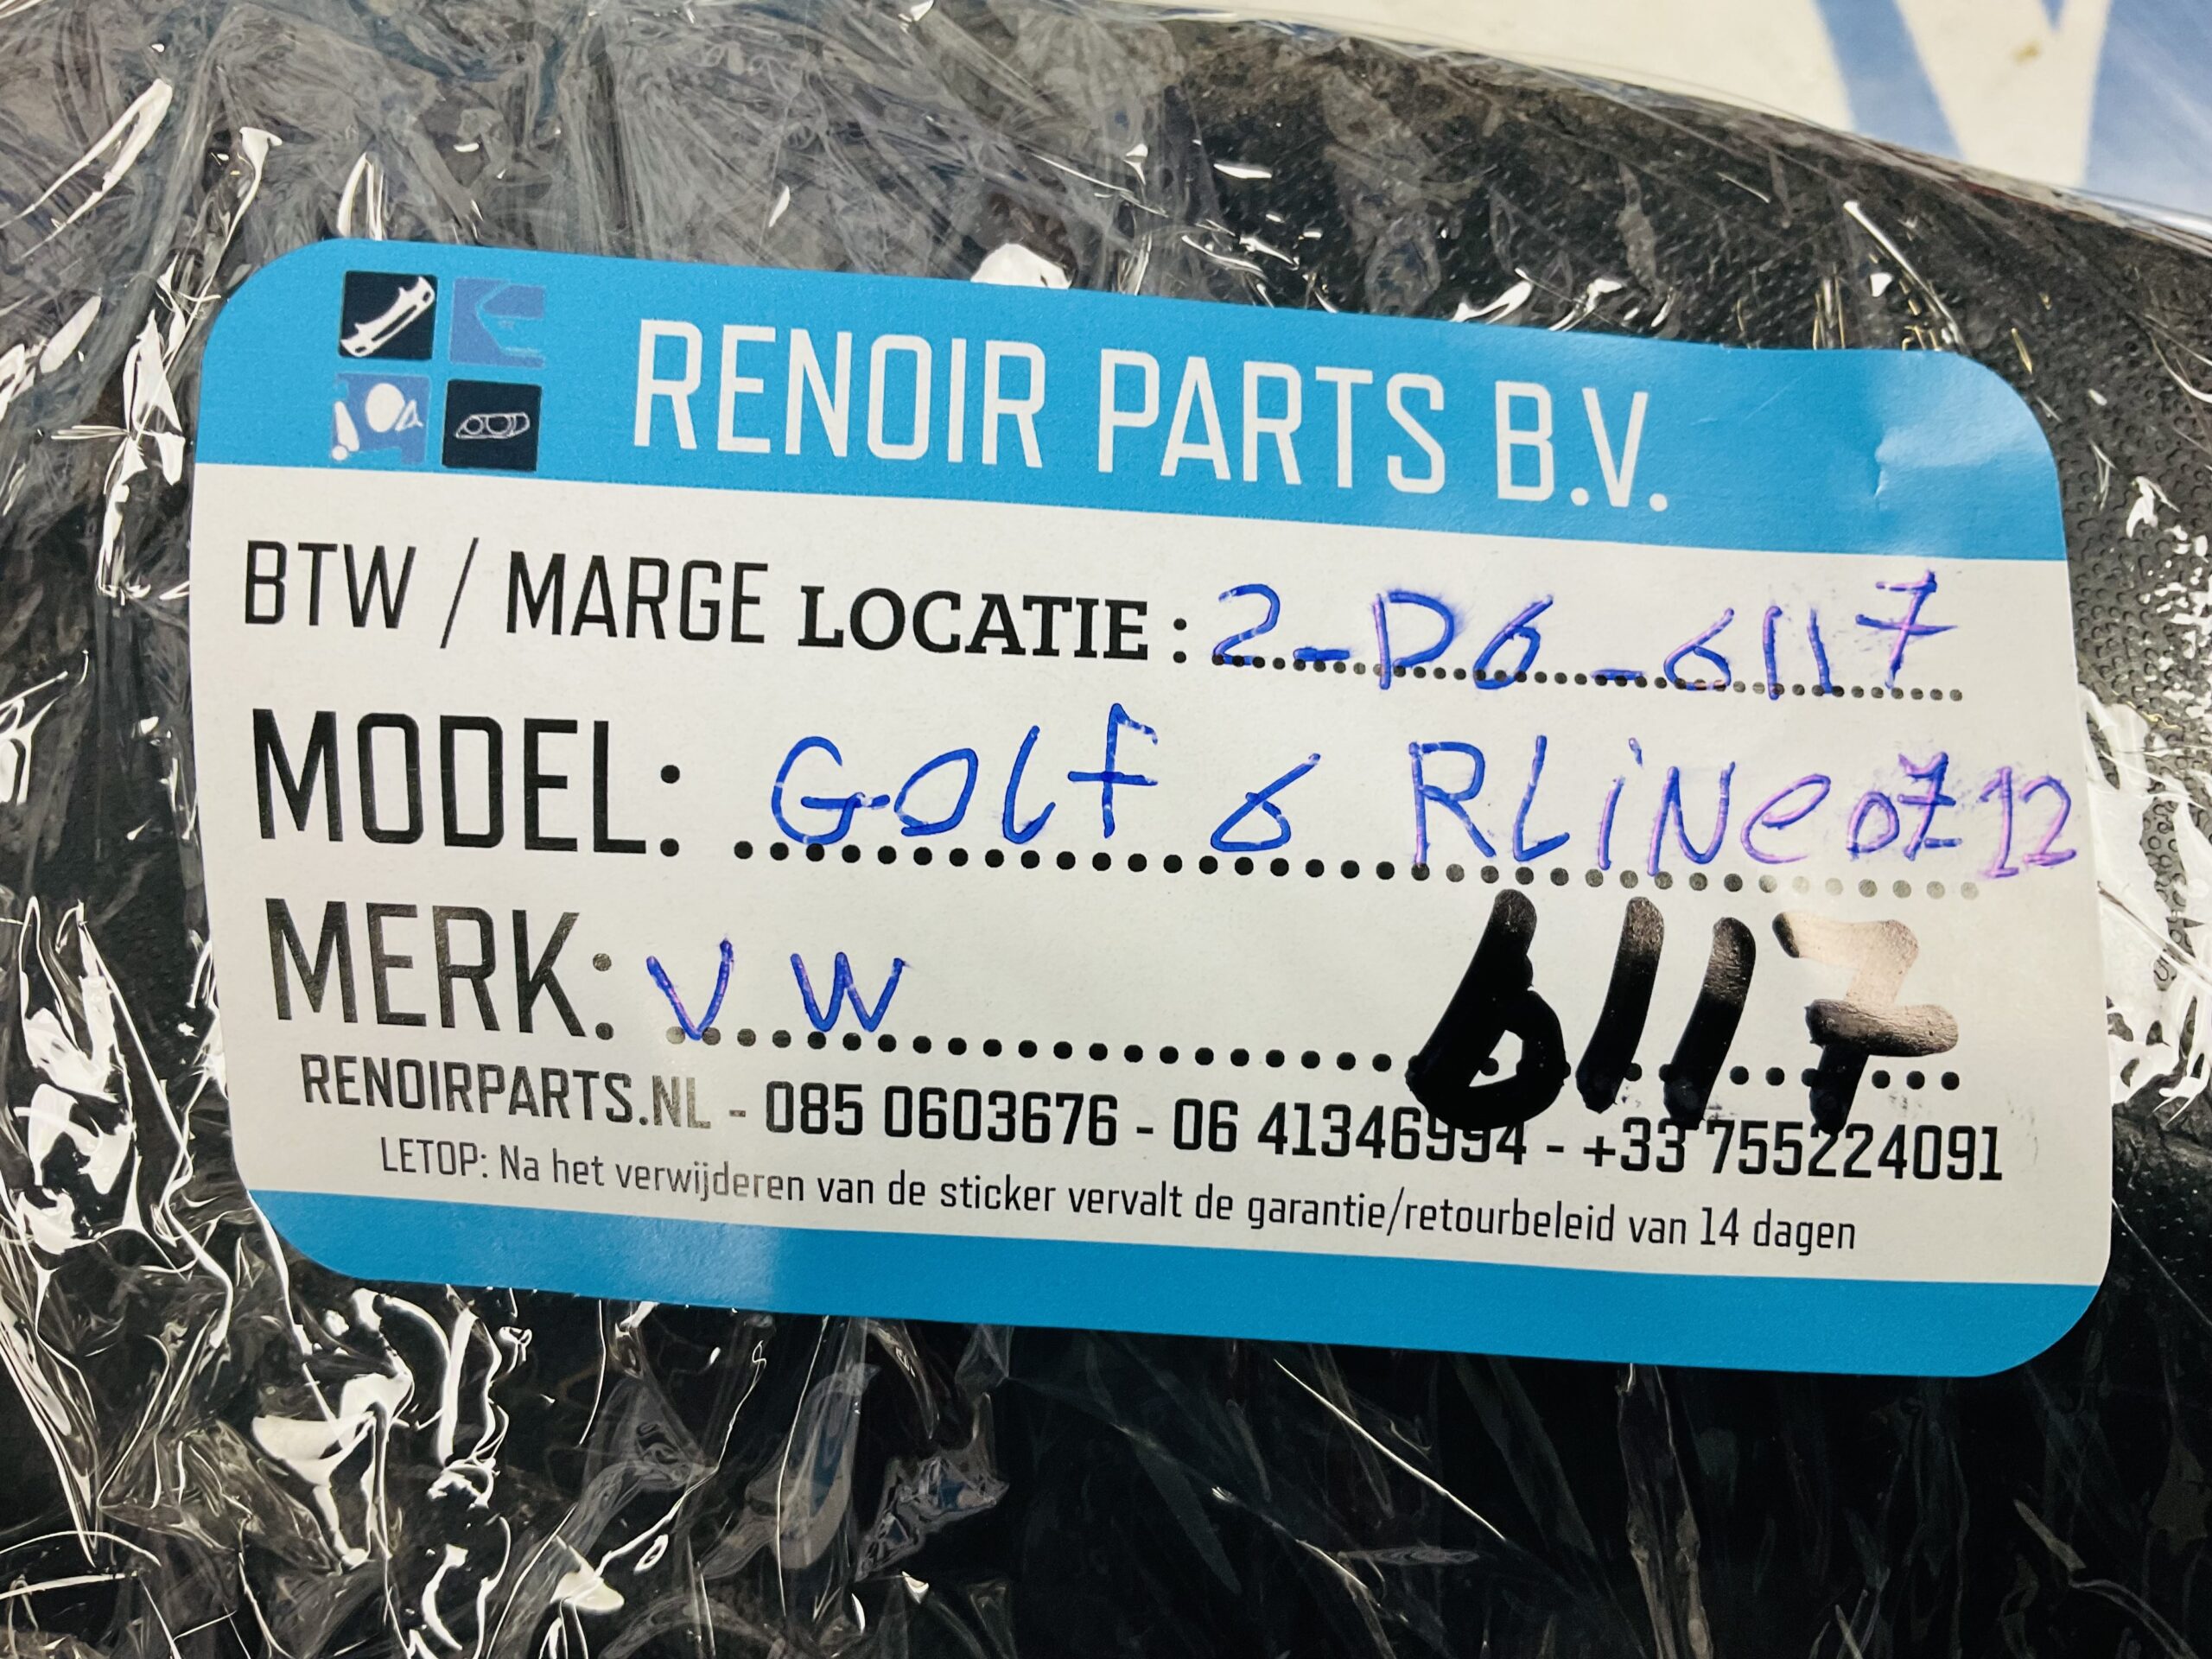 RENOIR PARTS B.V.
BTW / MARGE LOCATIE : 2-D6-6117
MODEL: GOLF 6 RLiNe 07 12
MERK: VW
6117
RENOIRPARTS.NL - 085 0603676 - 06 41346994 - +33 755224091
LETOP: Na het verwijderen van de sticker vervalt de garantie/retourbeleid van 14 dagen